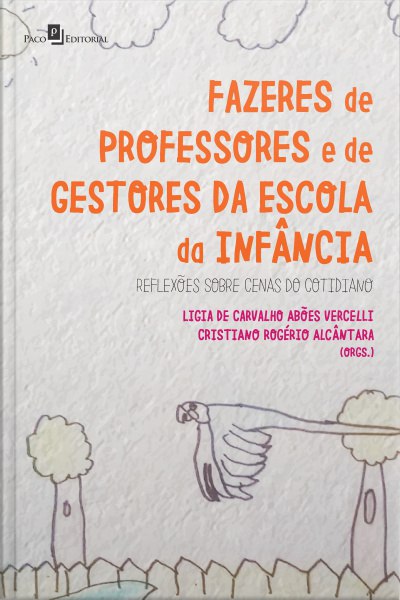 PACO EDITORIAL
FAZERES de
PROFESSORES e de
GESTORES DA ESCOLA
da INFÂNCIA
REFLEXÕES SOBRE CENAS DO COTIDIANO
LIGIA DE CARVALHO ABÕES VERCELLI
CRISTIANO ROGÉRIO ALCÂNTARA
(ORGS.)